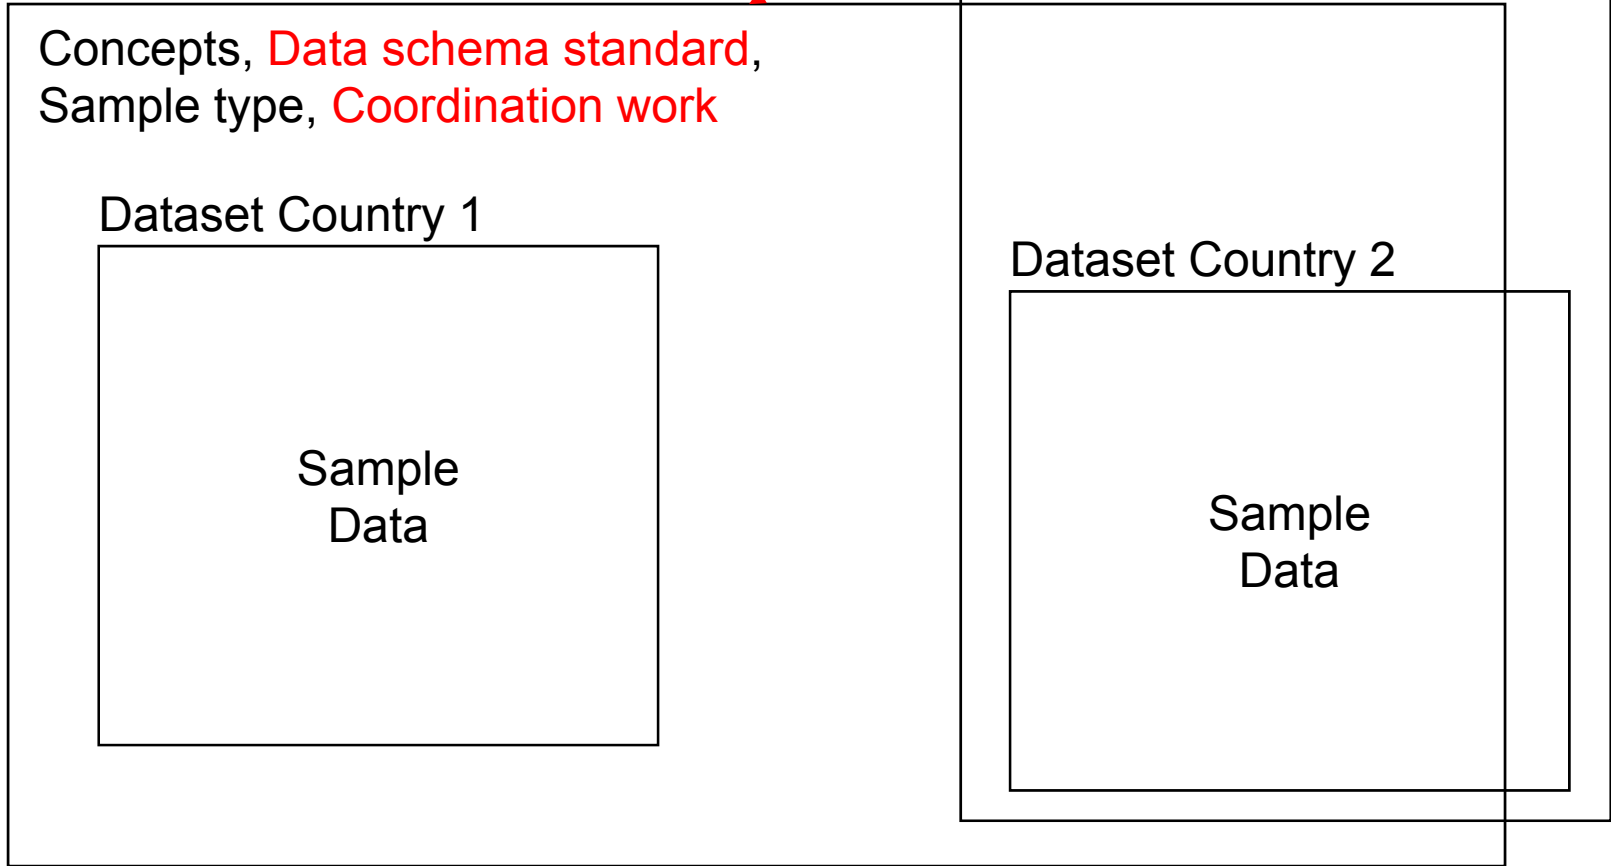 Concepts, Data schema standard,
Sample type, Coordination work
Dataset Country 1
Sample
Data
Dataset Country 2
Sample
Data